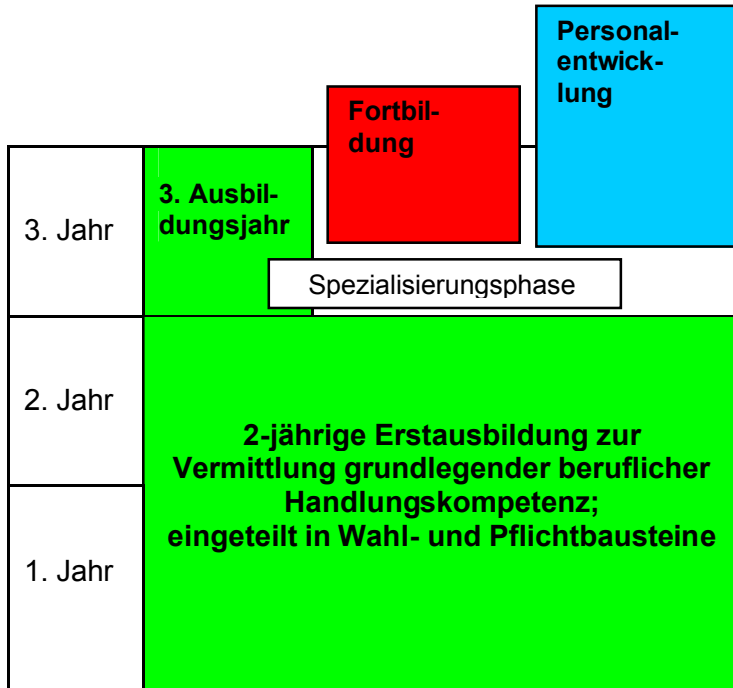 Personal-
entwick-
lung
Fortbil-
dung
3. Ausbil-
dungsjahr
3. Jahr
Spezialisierungsphase
2. Jahr
2-jährige Erstausbildung zur
Vermittlung grundlegender beruflicher
Handlungskompetenz;
eingeteilt in Wahl- und Pflichtbausteine
1. Jahr